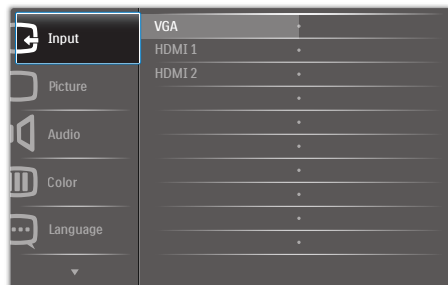 Input
Picture
Audio
Color
Language
VGA
HDMI 1
HDMI 2